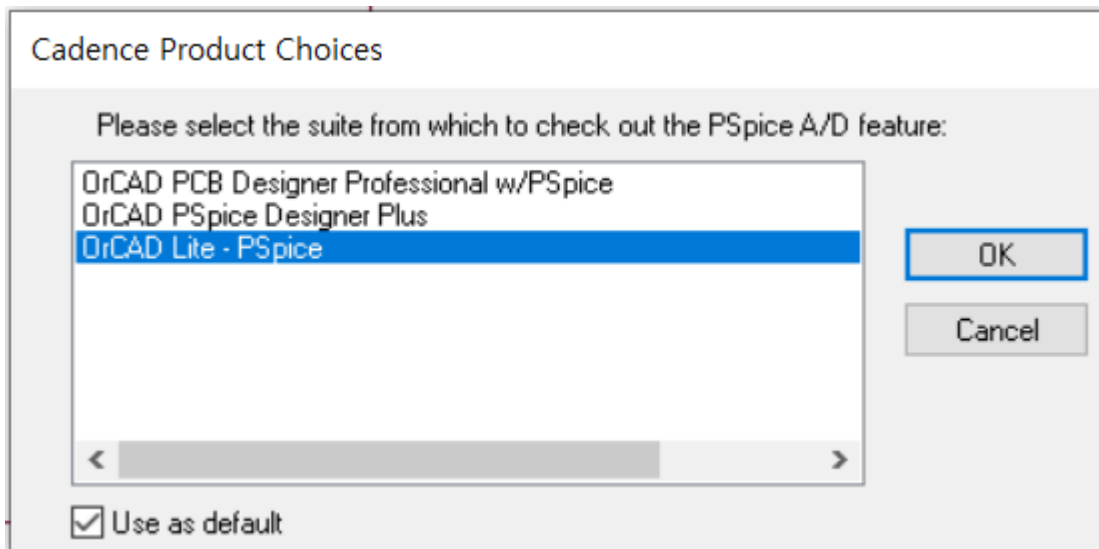 Cadence Product Choices
Please select the suite from which to check out the PSpice A/D feature:
OrCAD PCB Designer Professional w/PSpice
OrCAD PSpice Designer Plus
OrCAD Lite - PSpice
OK
Cancel
Use as default